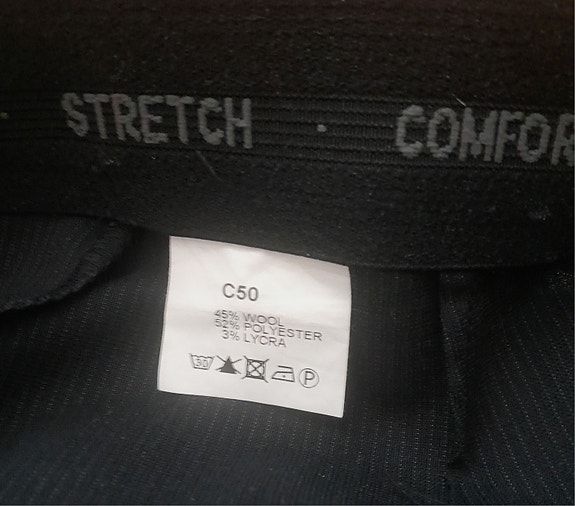 STRETCH · COMFOR
C50
45% WOOL
52% POLYESTER
3% LYCRA
30 P